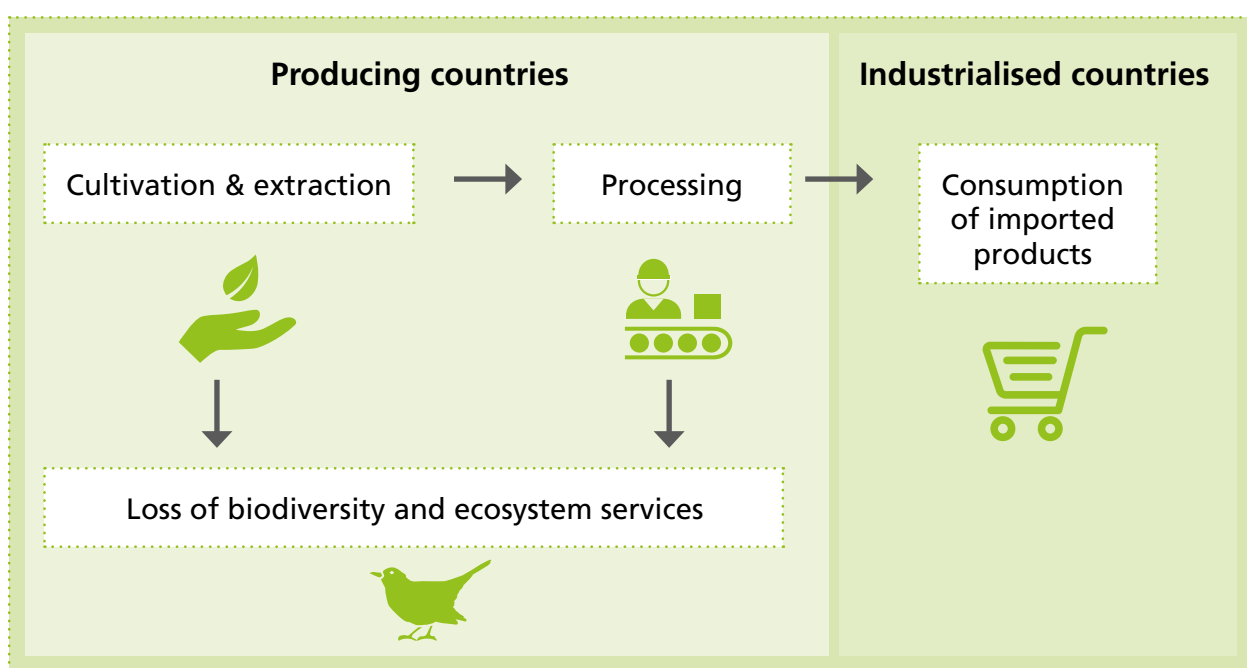 Producing countries
Industrialised countries
Cultivation & extraction
Processing
Consumption
of imported
products
Loss of biodiversity and ecosystem services